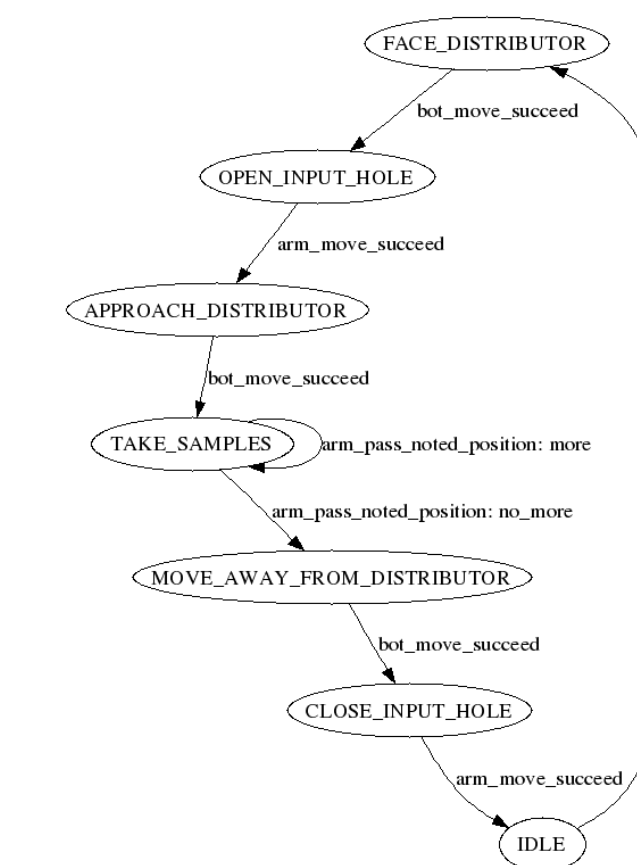 FACE_DISTRIBUTOR
bot_move_succeed
OPEN_INPUT_HOLE
arm_move_succeed
APPROACH_DISTRIBUTOR
bot_move_succeed
TAKE_SAMPLES
arm_pass_noted_position: more
arm_pass_noted_position: no_more
MOVE_AWAY_FROM_DISTRIBUTOR
bot_move_succeed
CLOSE_INPUT_HOLE
arm_move_succeed
IDLE